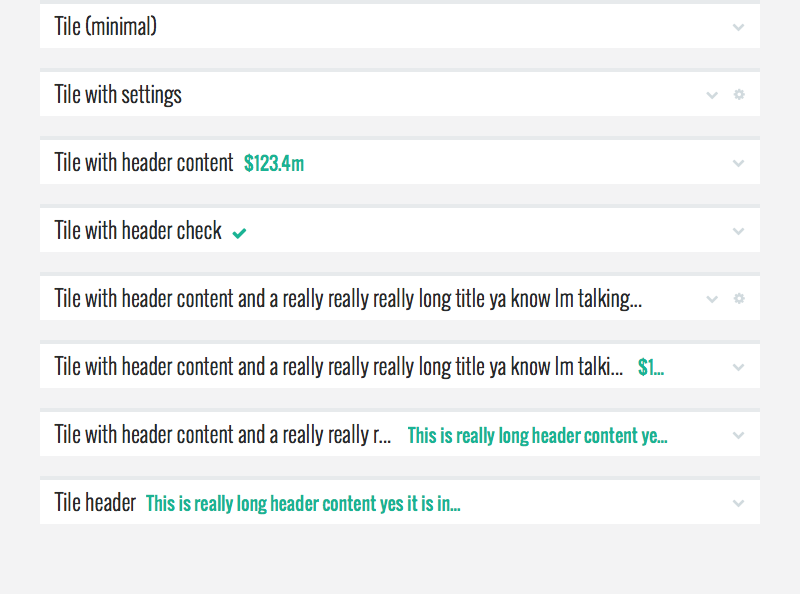 Tile (minimal)
Tile with settings
Tile with header content $123.4m
Tile with header check
Tile with header content and a really really really long title ya know Im talking...
Tile with header content and a really really really long title ya know Im talki... $1...
Tile with header content and a really really r... This is really long header content ye...
Tile header This is really long header content yes it is in...